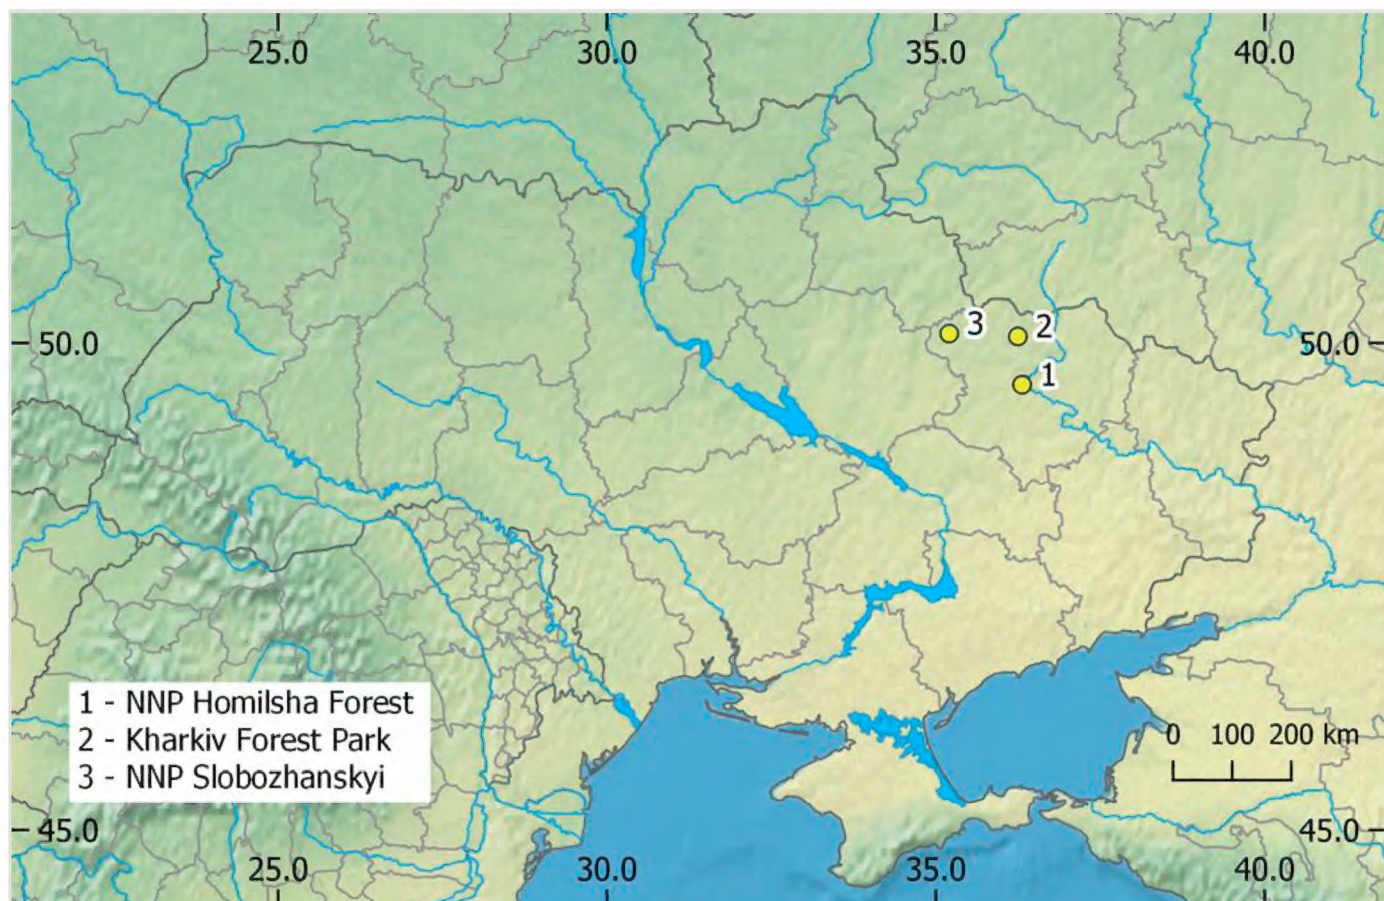 25.0 30.0 35.0 40.0
3 2
50.0 50.0
1
1 - NNP Homilsha Forest
2 - Kharkiv Forest Park
3 - NNP Slobozhanskyi
0 100 200 km
45.0 45.0
25.0 30.0 35.0 40.0